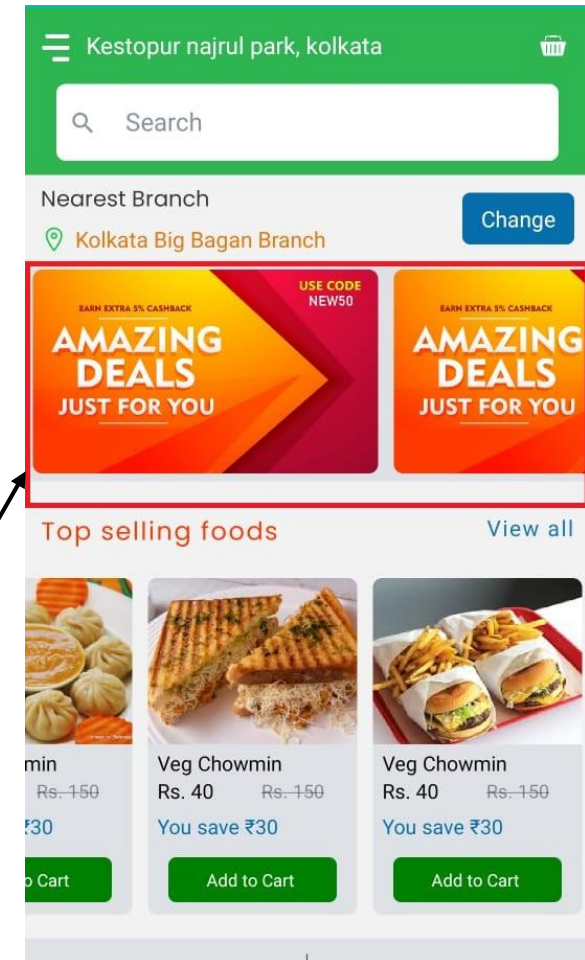 Kestopur najrul park, kolkata
Search
Nearest Branch
Kolkata Big Bagan Branch
Change
EARN EXTRA 5% CASHBACK
AMAZING
DEALS
JUST FOR YOU
USE CODE
NEW50
EARN EXTRA 5% CASHBACK
AMAZING
DEALS
JUST FOR YOU
Top selling foods
View all
min
Rs. 150
₹30
o Cart
Veg Chowmin
Rs. 40 Rs. 150
You save ₹30
Add to Cart
Veg Chowmin
Rs. 40 Rs. 150
You save ₹30
Add to Cart